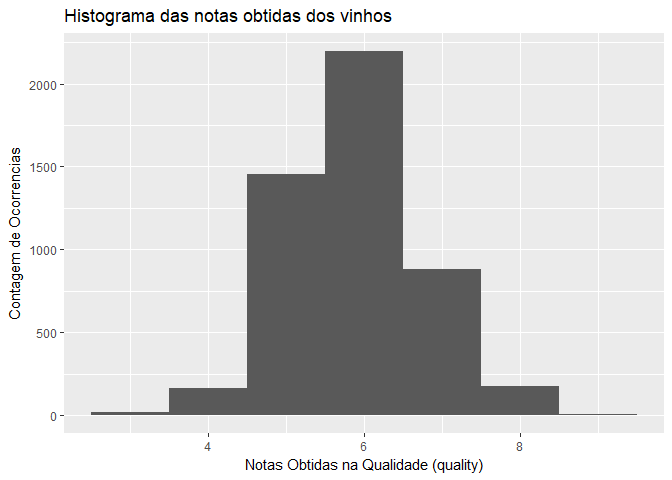 Histograma das notas obtidas dos vinhos
Contagem de Ocorrencias
2000
1500
1000
500
0
4 6 8
Notas Obtidas na Qualidade (quality)